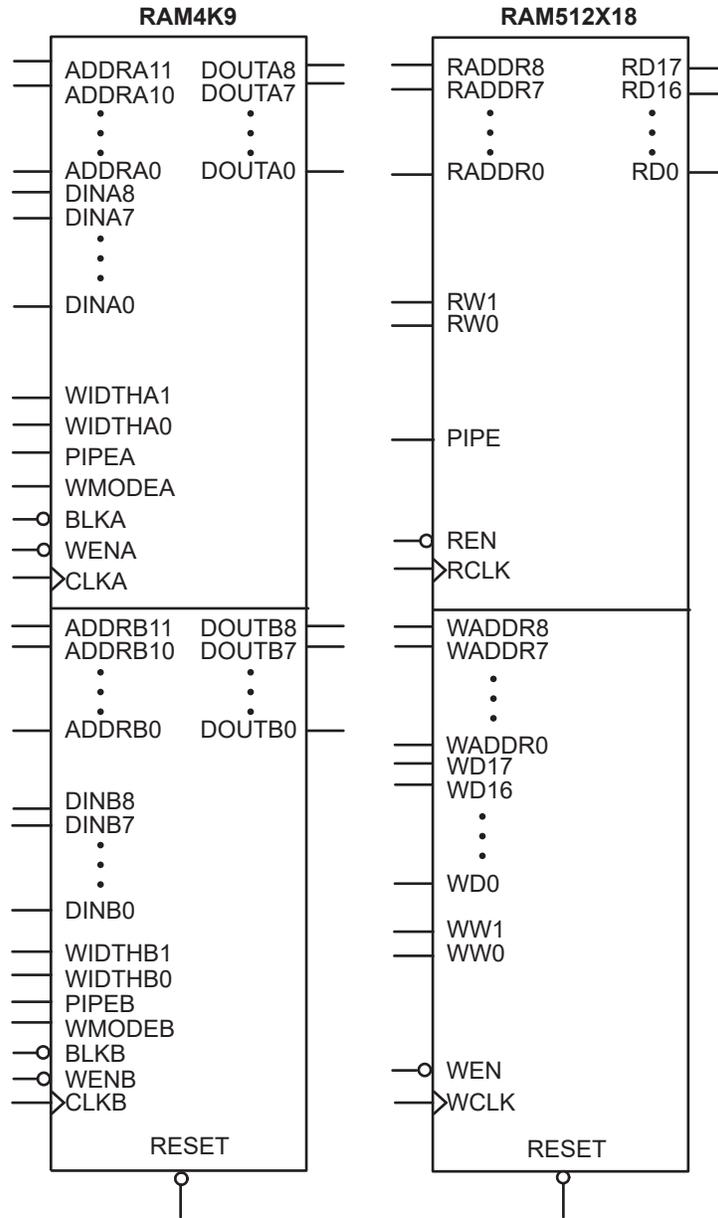 RAM4K9
ADDRA11 DOUTA8
ADDRA10 DOUTA7
ADDRA0 DOUTA0
DINA8
DINA7
DINA0
WIDTHA1
WIDTHA0
PIPEA
WMODEA
BLKA
WENA
CLKA
ADDRB11 DOUTB8
ADDRB10 DOUTB7
ADDRB0 DOUTB0
DINB8
DINB7
DINB0
WIDTHB1
WIDTHB0
PIPEB
WMODEB
BLKB
WENB
CLKB
RESET
RAM512X18
RADDR8 RD17
RADDR7 RD16
RADDR0 RD0
RW1
RW0
PIPE
REN
RCLK
WADDR8
WADDR7
WADDR0
WD17
WD16
WD0
WW1
WW0
WEN
WCLK
RESET